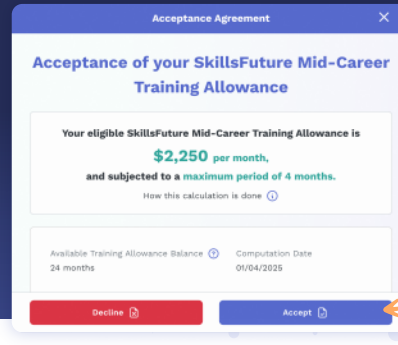 Acceptance Agreement
Acceptance of your SkillsFuture Mid-Career
Training Allowance
Your eligible SkillsFuture Mid-Career Training Allowance is
$2,250 per month,
and subjected to a maximum period of 4 months.
How this calculation is done
Available Training Allowance Balance
Computation Date
24 months
01/04/2025
Decline
Accept